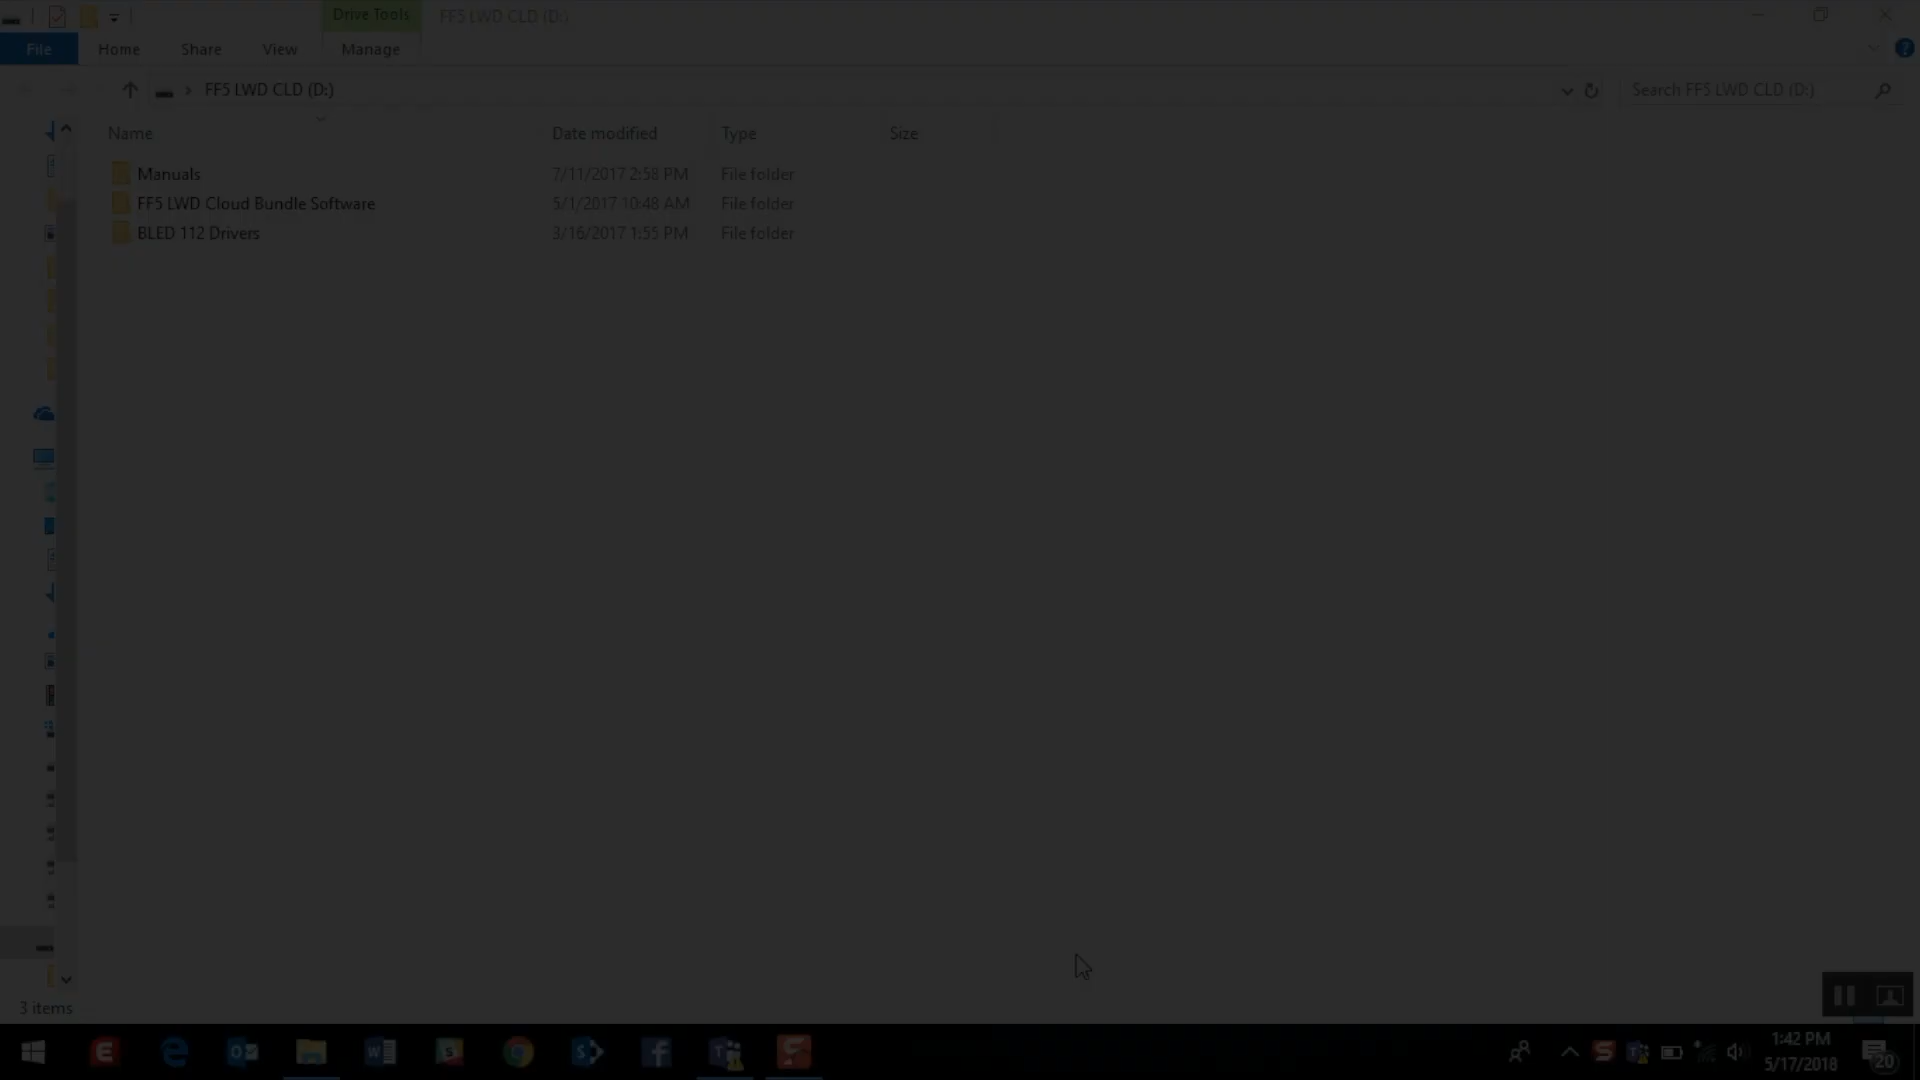 Drive Tools
FF5 LWD CLD (D:)
File
Home
Share
View
Manage
FF5 LWD CLD (D:)
Search FF5 LWD CLD (D:)
Name
Date modified
Type
Size
Manuals
7/11/2017 2:58 PM
File folder
FF5 LWD Cloud Bundle Software
5/1/2017 10:48 AM
File folder
BLED 112 Drivers
3/16/2017 1:55 PM
File folder
3 items
1:42 PM
5/17/2018
20